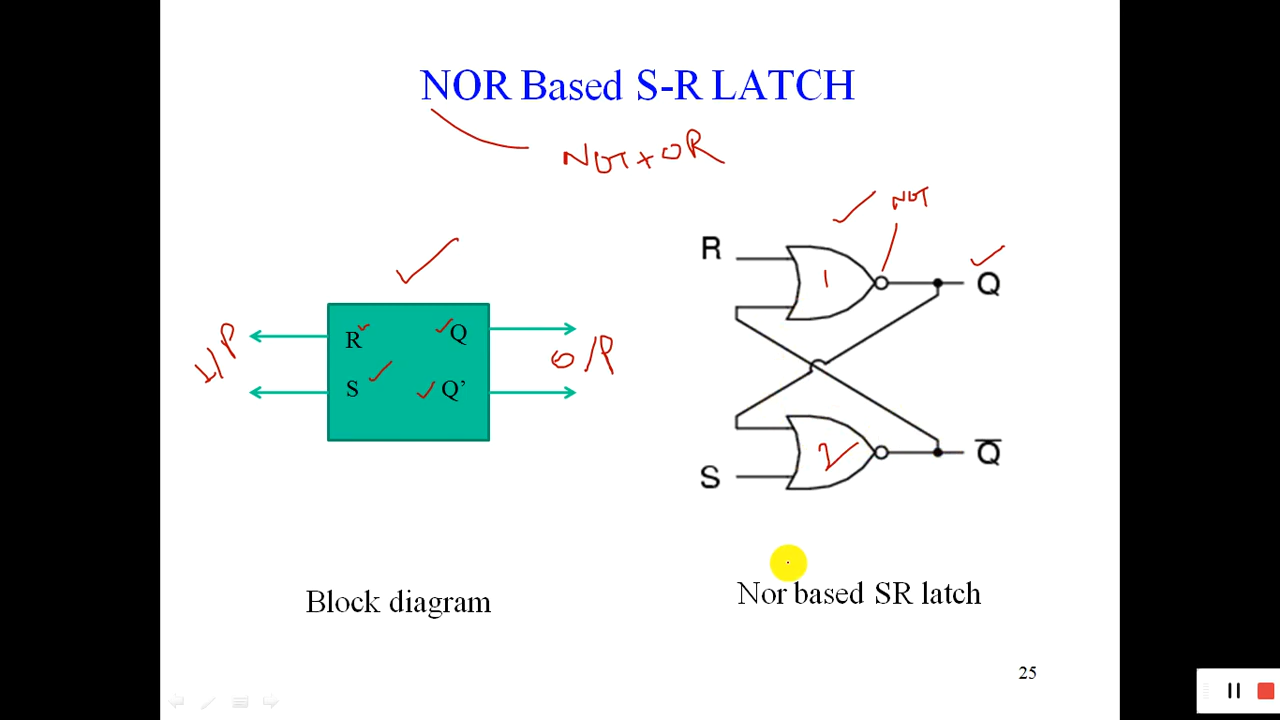 NOR Based S-R LATCH
NOT+OR
NOT
R
1
Q
R Q
I/P
O/P
S Q’
2
Q̅
S
Block diagram
Nor based SR latch
25